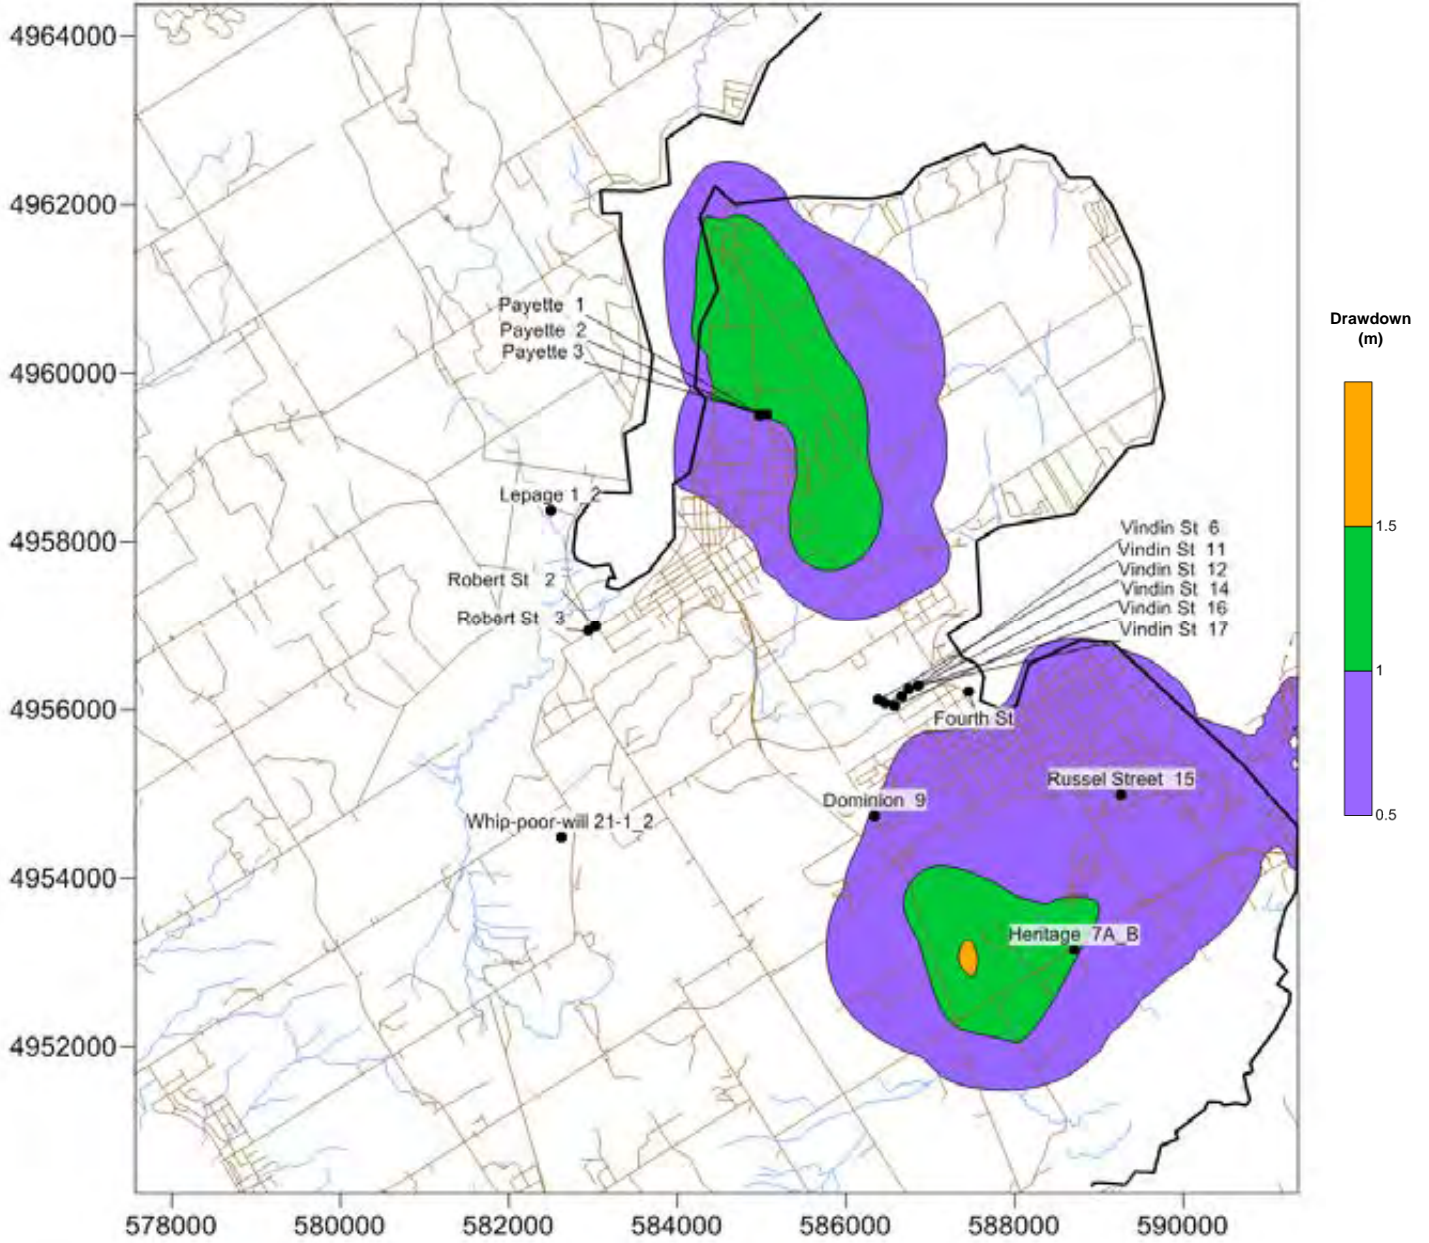 4964000
4962000
4960000
4958000
4956000
4954000
4952000
578000
580000
582000
584000
586000
588000
590000
Payette 1
Payette 2
Payette 3
Lepage 1_2
Robert St 2
Robert St 3
Vindin St 6
Vindin St 11
Vindin St 12
Vindin St 14
Vindin St 16
Vindin St 17
Fourth St
Russel Street 15
Dominion 9
Whip-poor-will 21-1_2
Heritage 7A_B
Drawdown
(m)
1.5
1
0.5